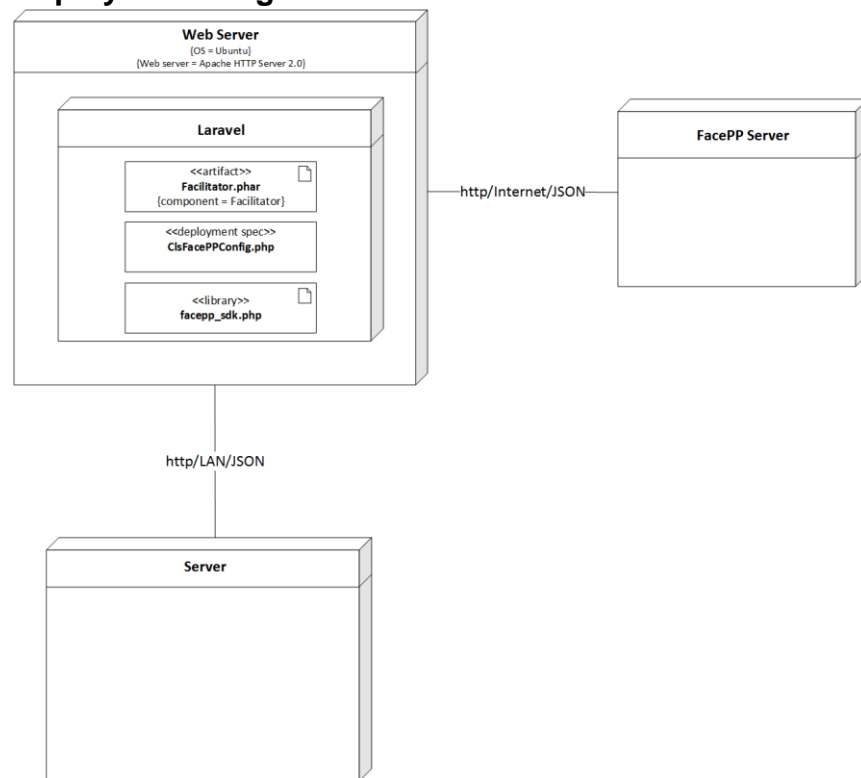 Web Server
{OS = Ubuntu}
{Web server = Apache HTTP Server 2.0}
Laravel
<<artifact>>
Facilitator.phar
{component = Facilitator}
<<deployment spec>>
ClsFacePPConfig.php
<<library>>
facepp_sdk.php
http/Internet/JSON
FacePP Server
http/LAN/JSON
Server